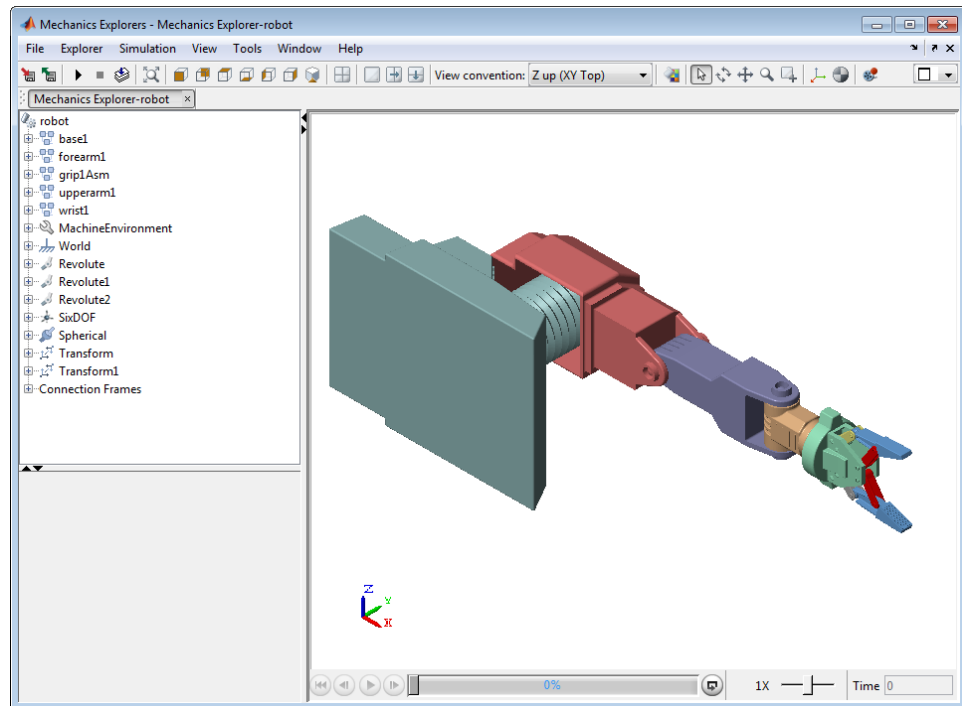 Mechanics Explorers - Mechanics Explorer-robot
File Explorer Simulation View Tools Window Help
View convention: Z up (XY Top)
Mechanics Explorer-robot
robot
base1
forearm1
grip1Asm
upperarm1
wrist1
MachineEnvironment
World
Revolute
Revolute1
Revolute2
SixDOF
Spherical
Transform
Transform1
Connection Frames
Z
Y
X
0% 1X Time 0